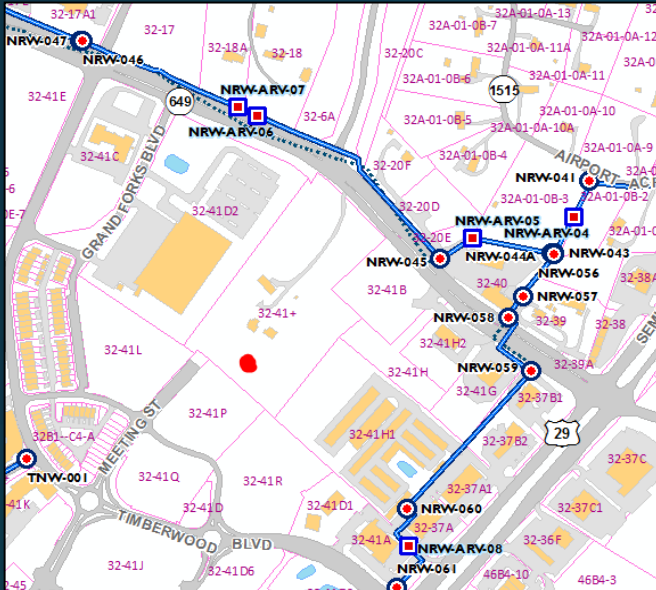 32-17A1
32-17
32A-01-0A-13
32A-01-0B-7
32A-01-0A-12
NRW-047
NRW-046
32-18A
32-18
32-20C
32A-01-0A-11A
32A-01-0B-6
32A-01-0A-11
32-41E
NRW-ARV-07
649
NRW-ARV-06
32-6A
1515
32A-01-0A-10
32A-01-0B-5
32A-01-0A-10A
32-41C
GRAND FORKS BLVD
32-20F
32A-01-0B-4
32A-01-0A-9
AIRPORT
NRW-041
32A-01-0B-3
32A-01-0B-2
32-41D2
32-20D
NRW-ARV-05
NRW-ARV-04
0E-7
32-20E
NRW-045
NRW-044A
NRW-043
NRW-056
32-38A
32-41B
32-40
NRW-057
32-41+
NRW-058
32-39
32-38
32-41L
32-41H2
32-39A
32-41H
NRW-059
32-41G
32-37B1
32-41P
MEETING ST
32B1--C4-A
32-41H1
32-37B2
29
32-37C
TNW-001
32-41Q
32-41R
32-37A1
41K
32-41D
32-41D1
NRW-060
32-37C1
TIMBERWOOD BLVD
32-37A
32-36F
32-41A
NRW-ARV-08
32-41J
32-41D6
NRW-061
46B4-10
46B4-3
32-45